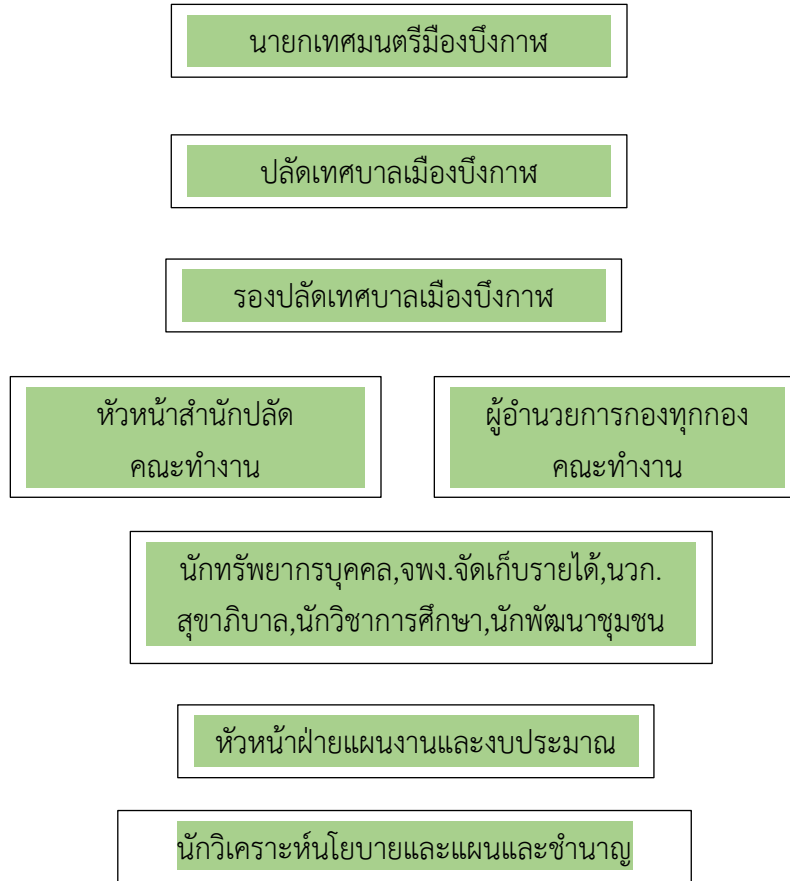 นายกเทศมนตรีมืองบึงกาฬ
ปลัดเทศบาลเมืองบึงกาฬ
รองปลัดเทศบาลเมืองบึงกาฬ
หัวหน้าสำนักปลัด
คณะทำงาน
ผู้อำนวยการกองทุกกอง
คณะทำงาน
นักทรัพยากรบุคคล,จพง.จัดเก็บรายได้,นวก.
สุขาภิบาล,นักวิชาการศึกษา,นักพัฒนาชุมชน
หัวหน้าฝ่ายแผนงานและงบประมาณ
นักวิเคราะห์นโยบายและแผนและชำนาญ